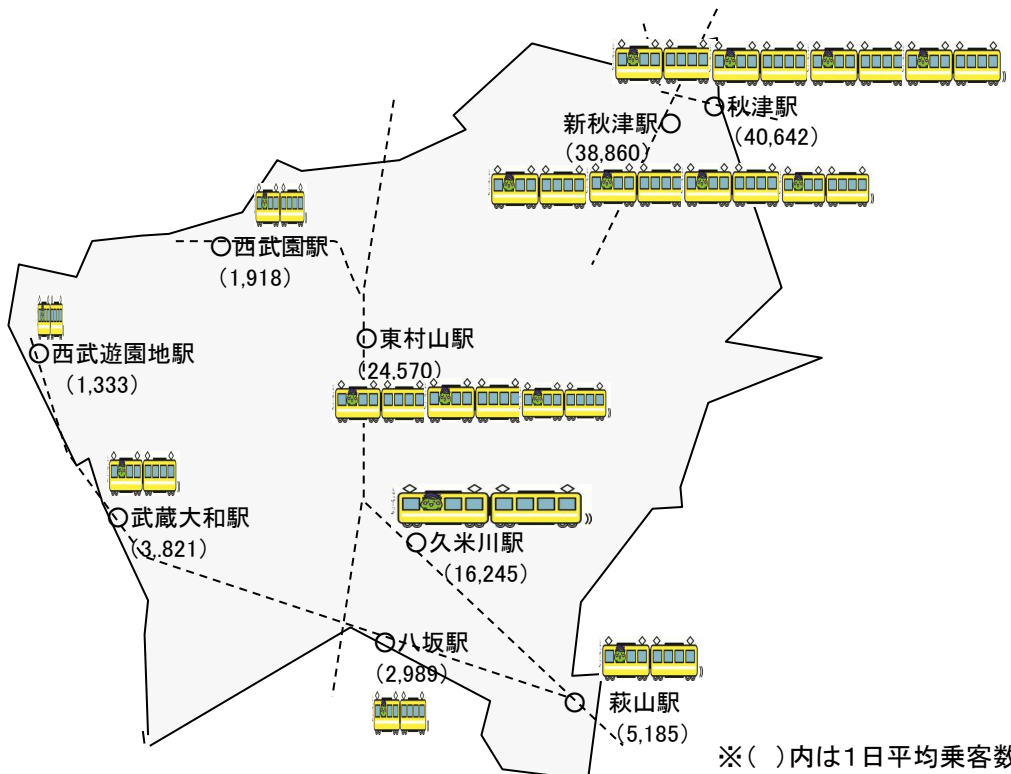 秋津駅
(40,642)
新秋津駅
(38,860)
西武園駅
(1,918)
東村山駅
(24,570)
西武遊園地駅
(1,333)
武蔵大和駅
(3,.821)
久米川駅
(16,245)
八坂駅
(2,989)
萩山駅
(5,185)
※( )内は1日平均乗客数